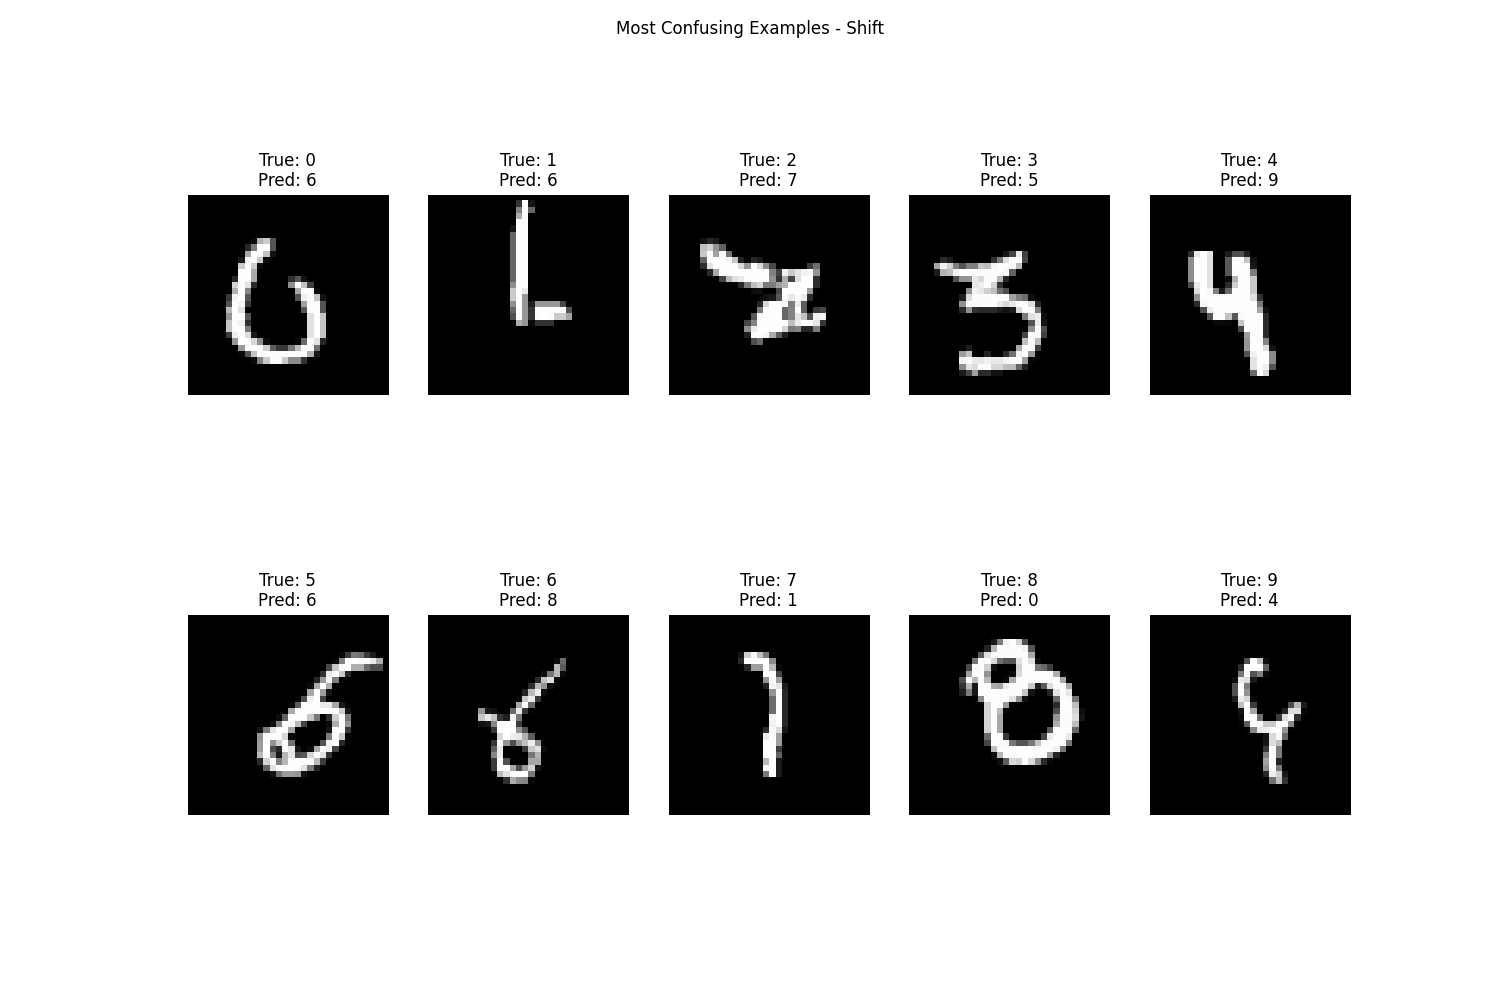 Most Confusing Examples - Shift
True: 0 True: 1 True: 2 True: 3 True: 4
Pred: 6 Pred: 6 Pred: 7 Pred: 5 Pred: 9
True: 5 True: 6 True: 7 True: 8 True: 9
Pred: 6 Pred: 8 Pred: 1 Pred: 0 Pred: 4